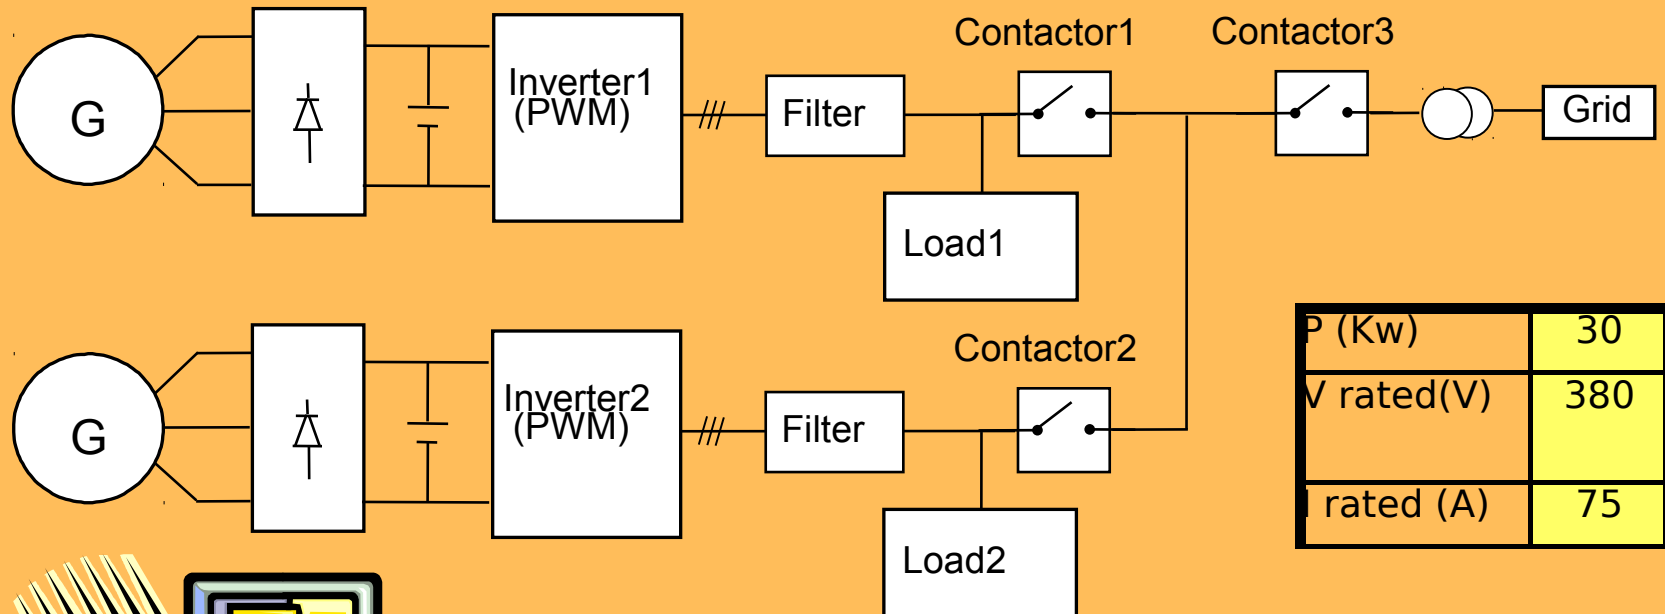 Contactor1 Contactor3
G
Inverter1
(PWM)
Filter
Grid
Load1
Contactor2
G
Inverter2
(PWM)
Filter
Load2
P (Kw) 30
V rated(V) 380
I rated (A) 75